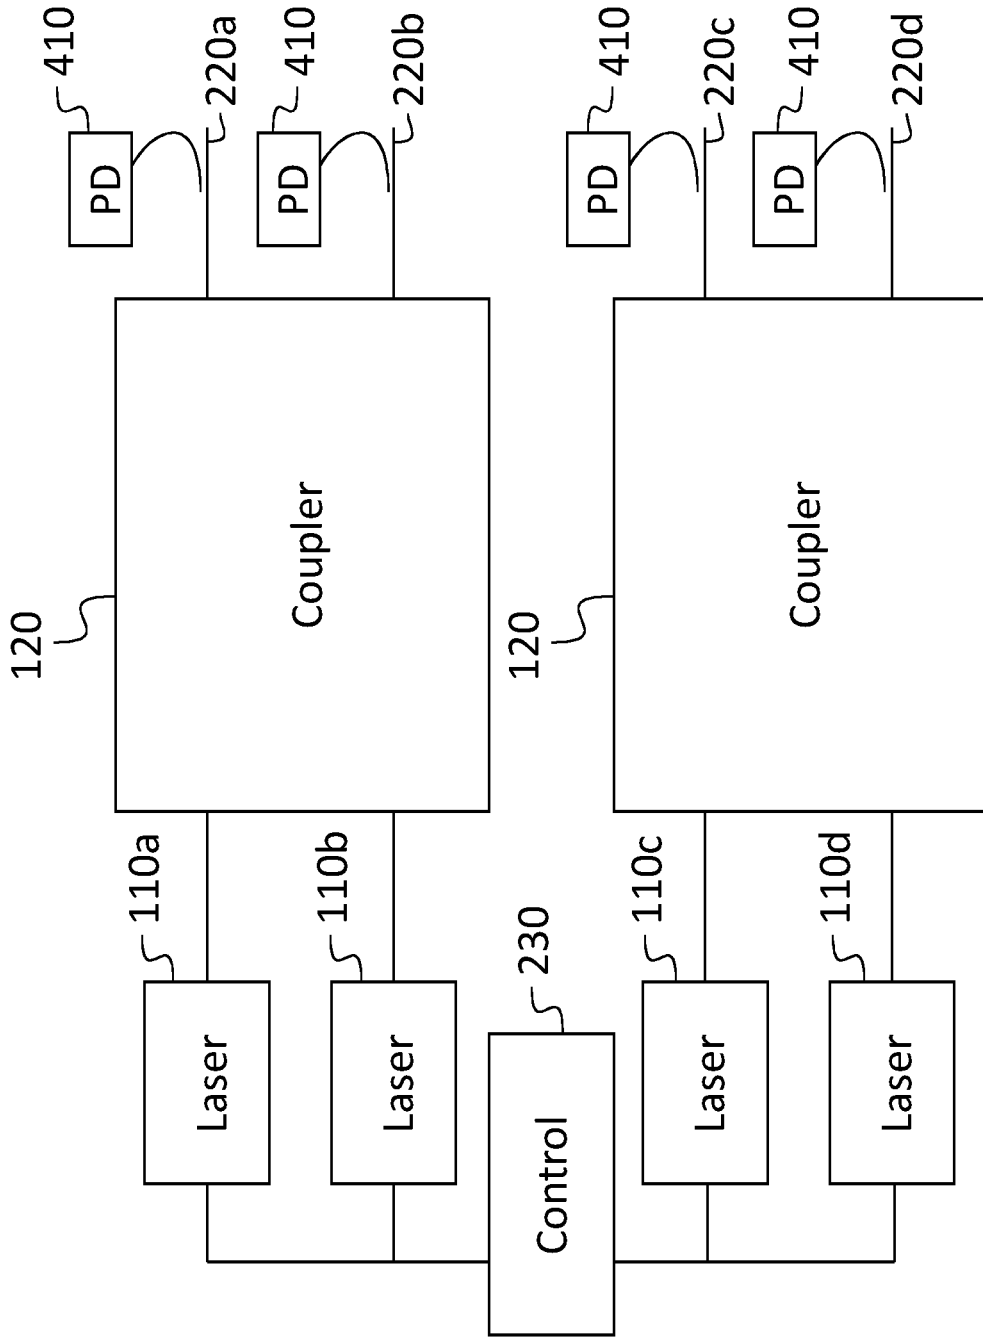 410
PD
220a
410
PD
220b
410
PD
220c
410
PD
220d
120
Coupler
120
Coupler
110a
Laser
110b
Laser
230
Control
110c
Laser
110d
Laser